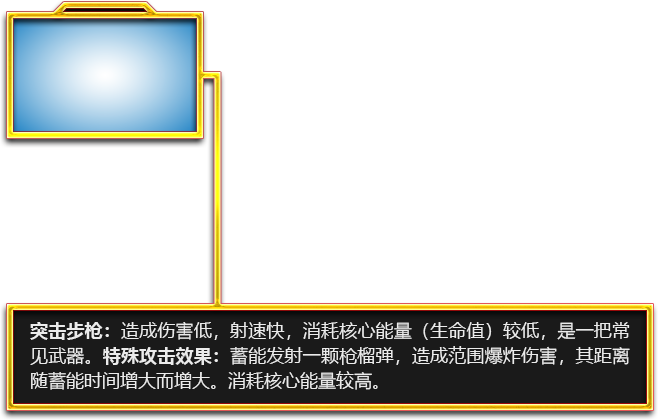 突击步枪：造成伤害低，射速快，消耗核心能量（生命值）较低，是一把常
见武器。特殊攻击效果：蓄能发射一颗枪榴弹，造成范围爆炸伤害，其距离
随蓄能时间增大而增大。消耗核心能量较高。